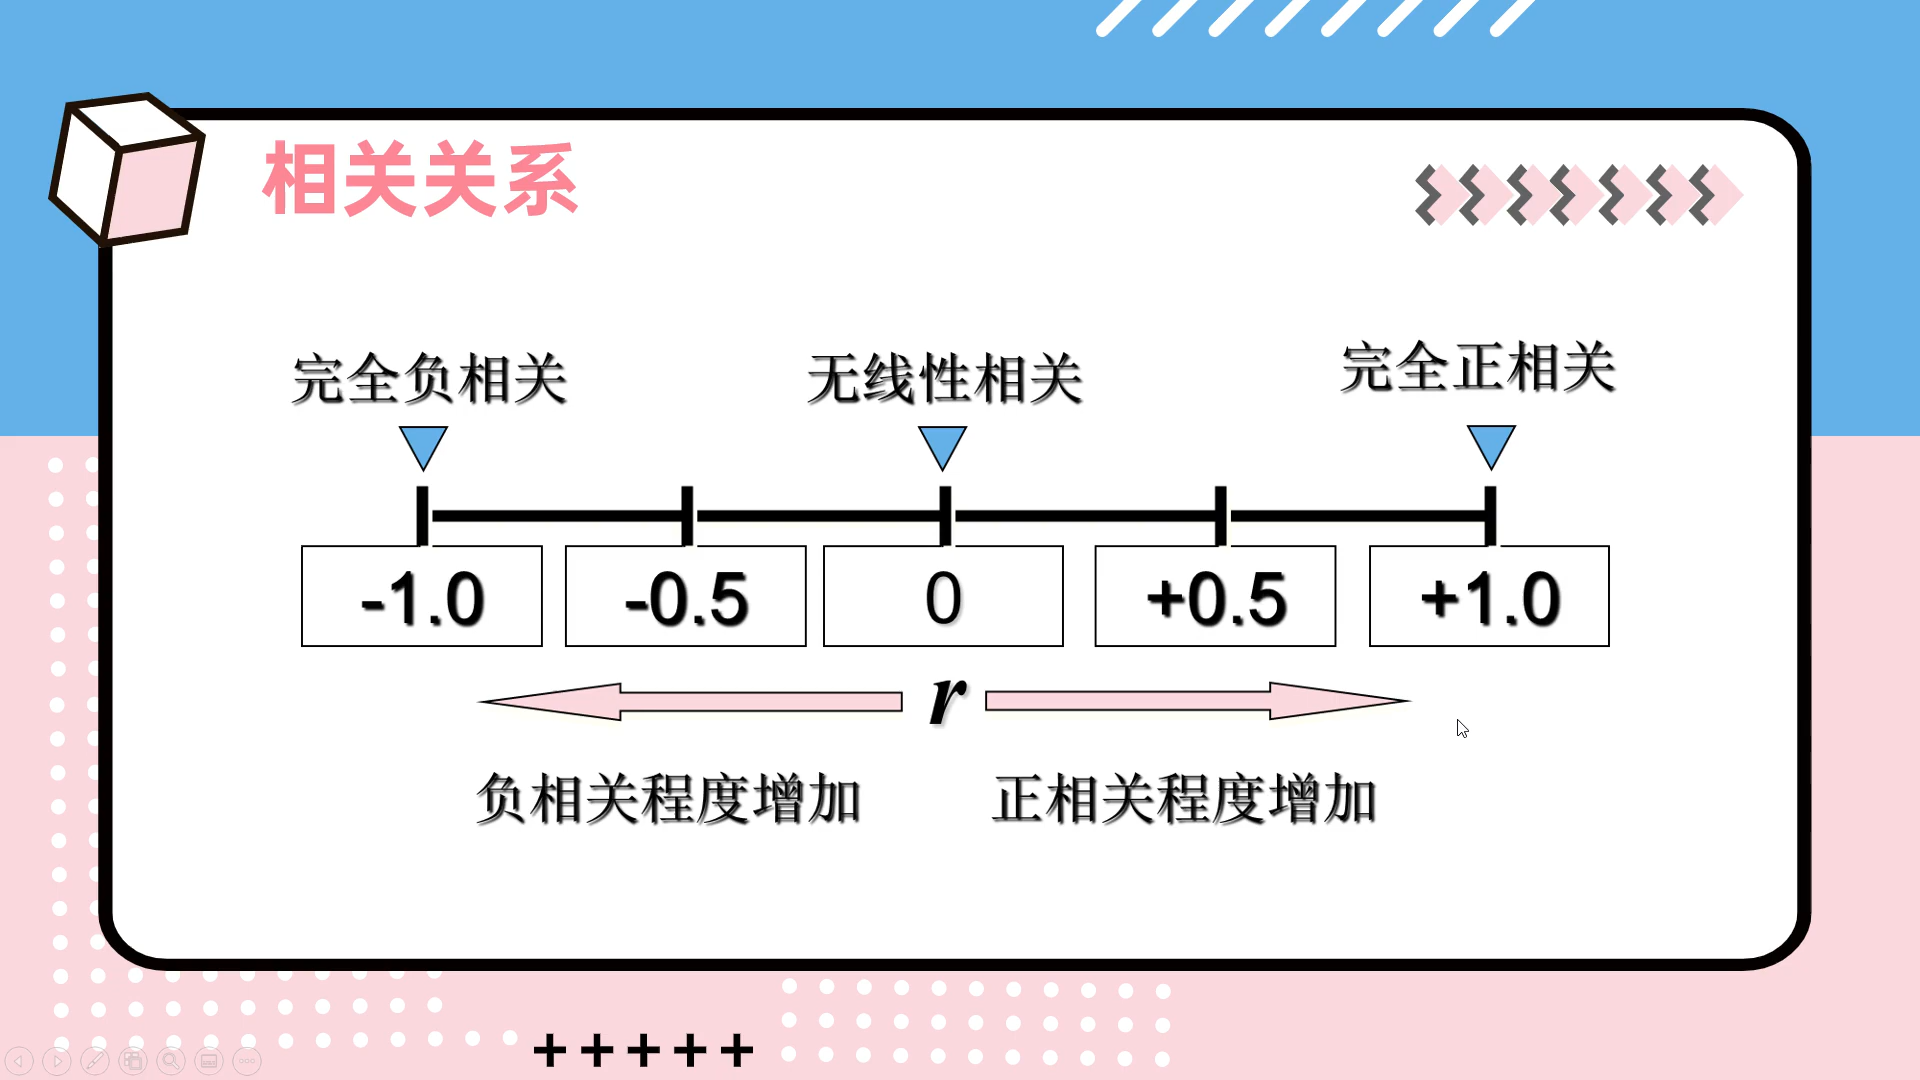 相关关系
完全负相关 无线性相关 完全正相关
-1.0 -0.5 0 +0.5 +1.0
r
负相关程度增加 正相关程度增加
+++++